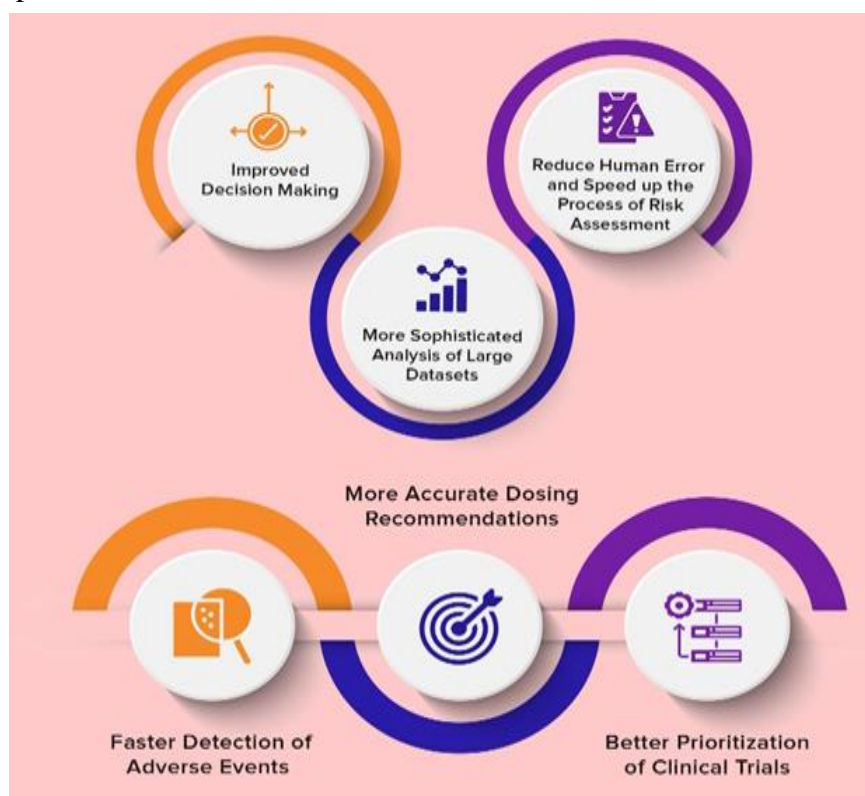 Improved
Decision Making
Reduce Human Error
and Speed up the
Process of Risk
Assessment
More Sophisticated
Analysis of Large
Datasets
More Accurate Dosing
Recommendations
Faster Detection of
Adverse Events
Better Prioritization
of Clinical Trials